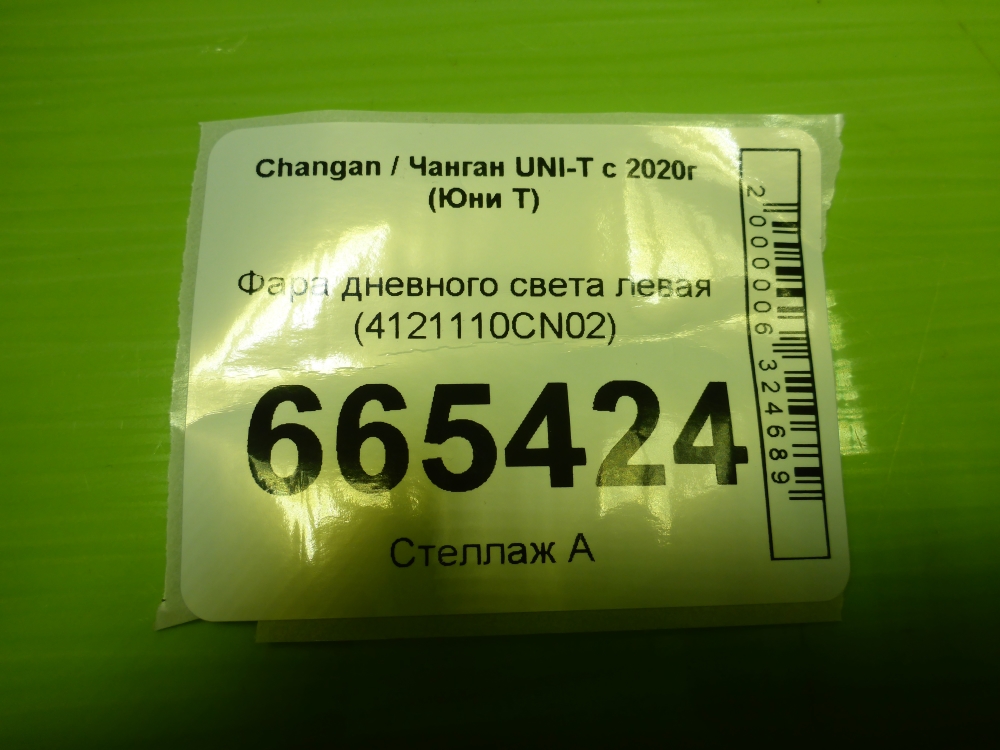 Changan / Чанган UNI-T с 2020г
(Юни Т)
Фара дневного света левая
(4121110CN02)
665424
Стеллаж А
2000006324689